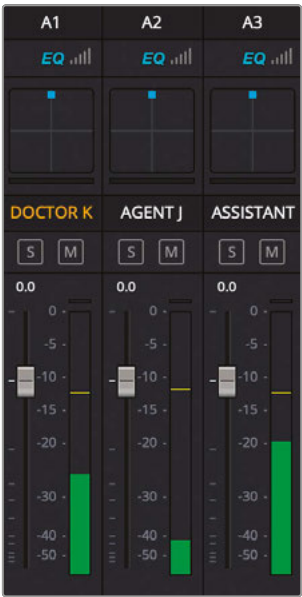 A1 A2 A3
EQ EQ EQ
DOCTOR K AGENT J ASSISTANT
S M S M S M
0.0 0.0 0.0
0 0 0
-5 -5 -5
-10 -10 -10
-15 -15 -15
-20 -20 -20
-30 -30 -30
-40 -40 -40
-50 -50 -50